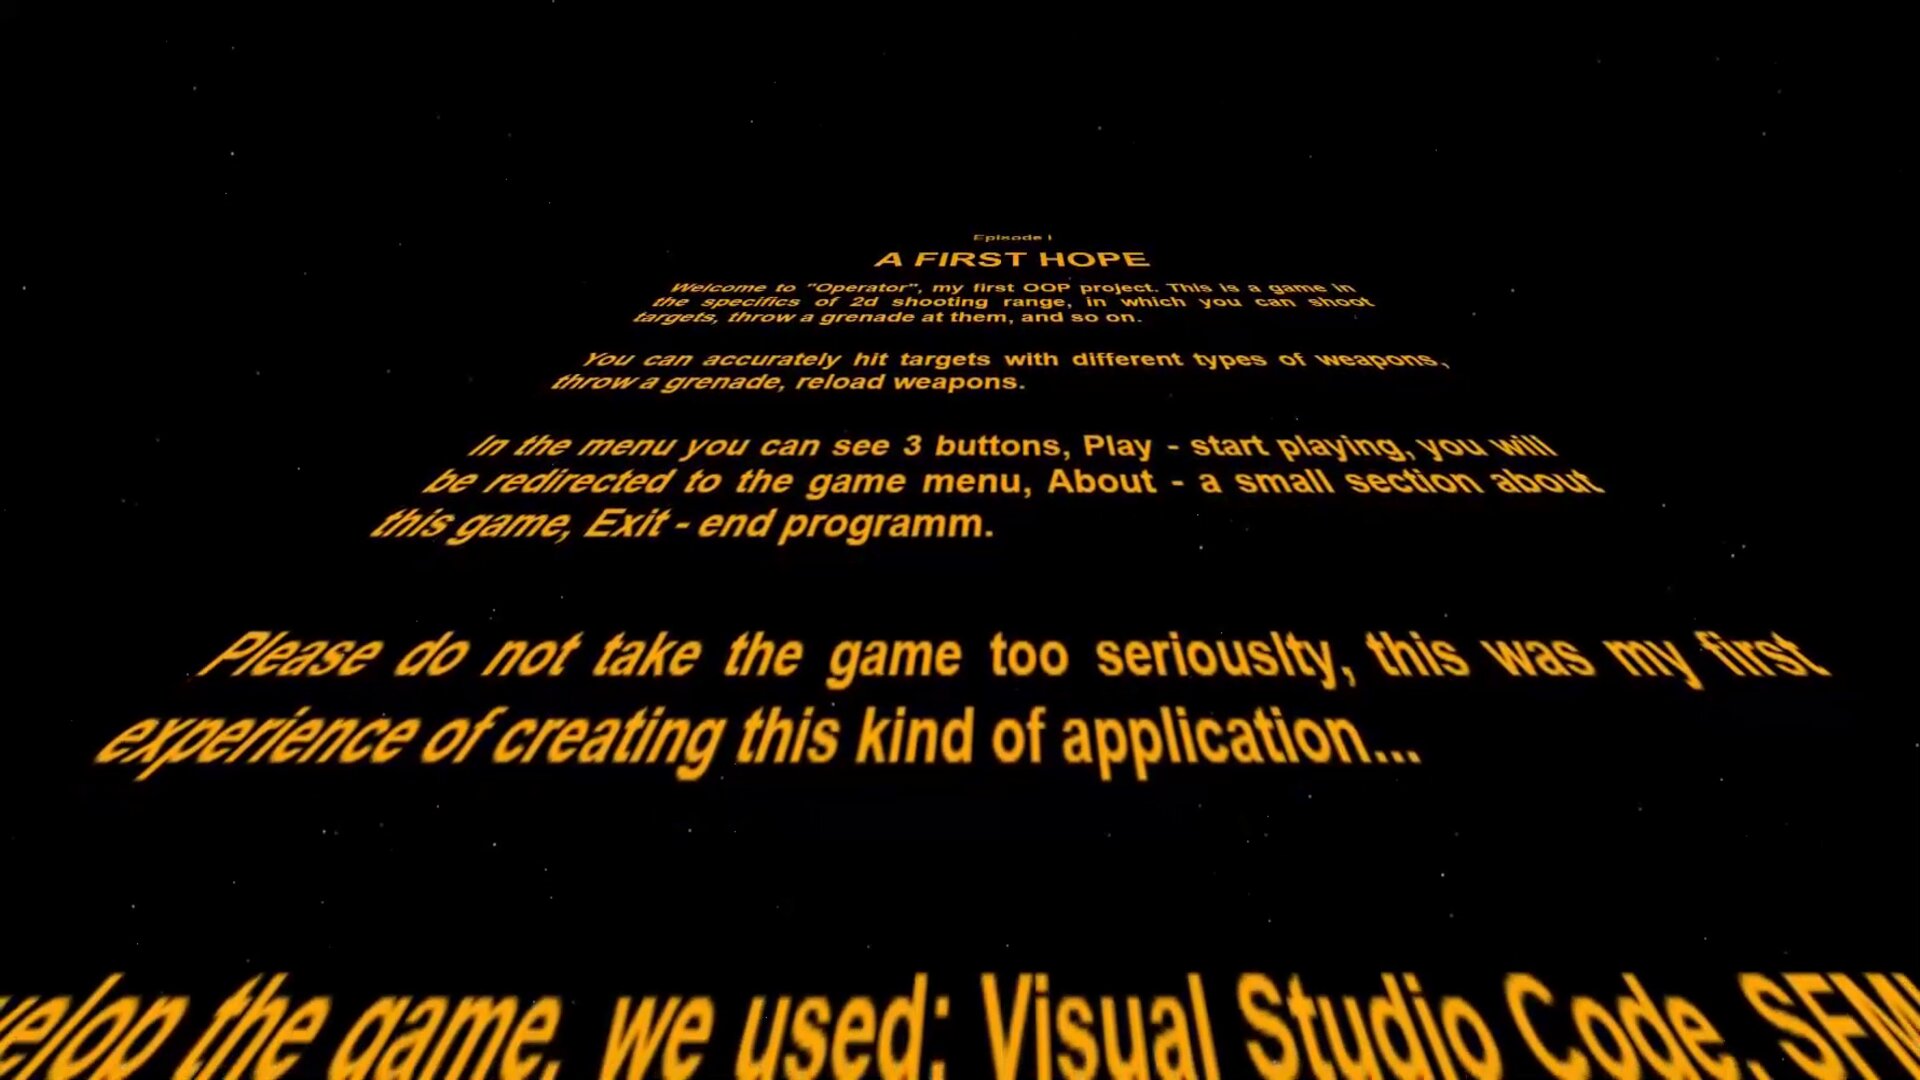 Episode I
A FIRST HOPE
Welcome to "Operator", my first OOP project. This is a game in
the specifics of 2d shooting range, in which you can shoot
targets, throw a grenade at them, and so on.
You can accurately hit targets with different types of weapons,
throw a grenade, reload weapons.
In the menu you can see 3 buttons, Play - start playing, you will
be redirected to the game menu, About - a small section about
this game, Exit - end programm.
Please do not take the game too seriouslty, this was my first
experience of creating this kind of application...
the game, we used: Visual Studio Code,